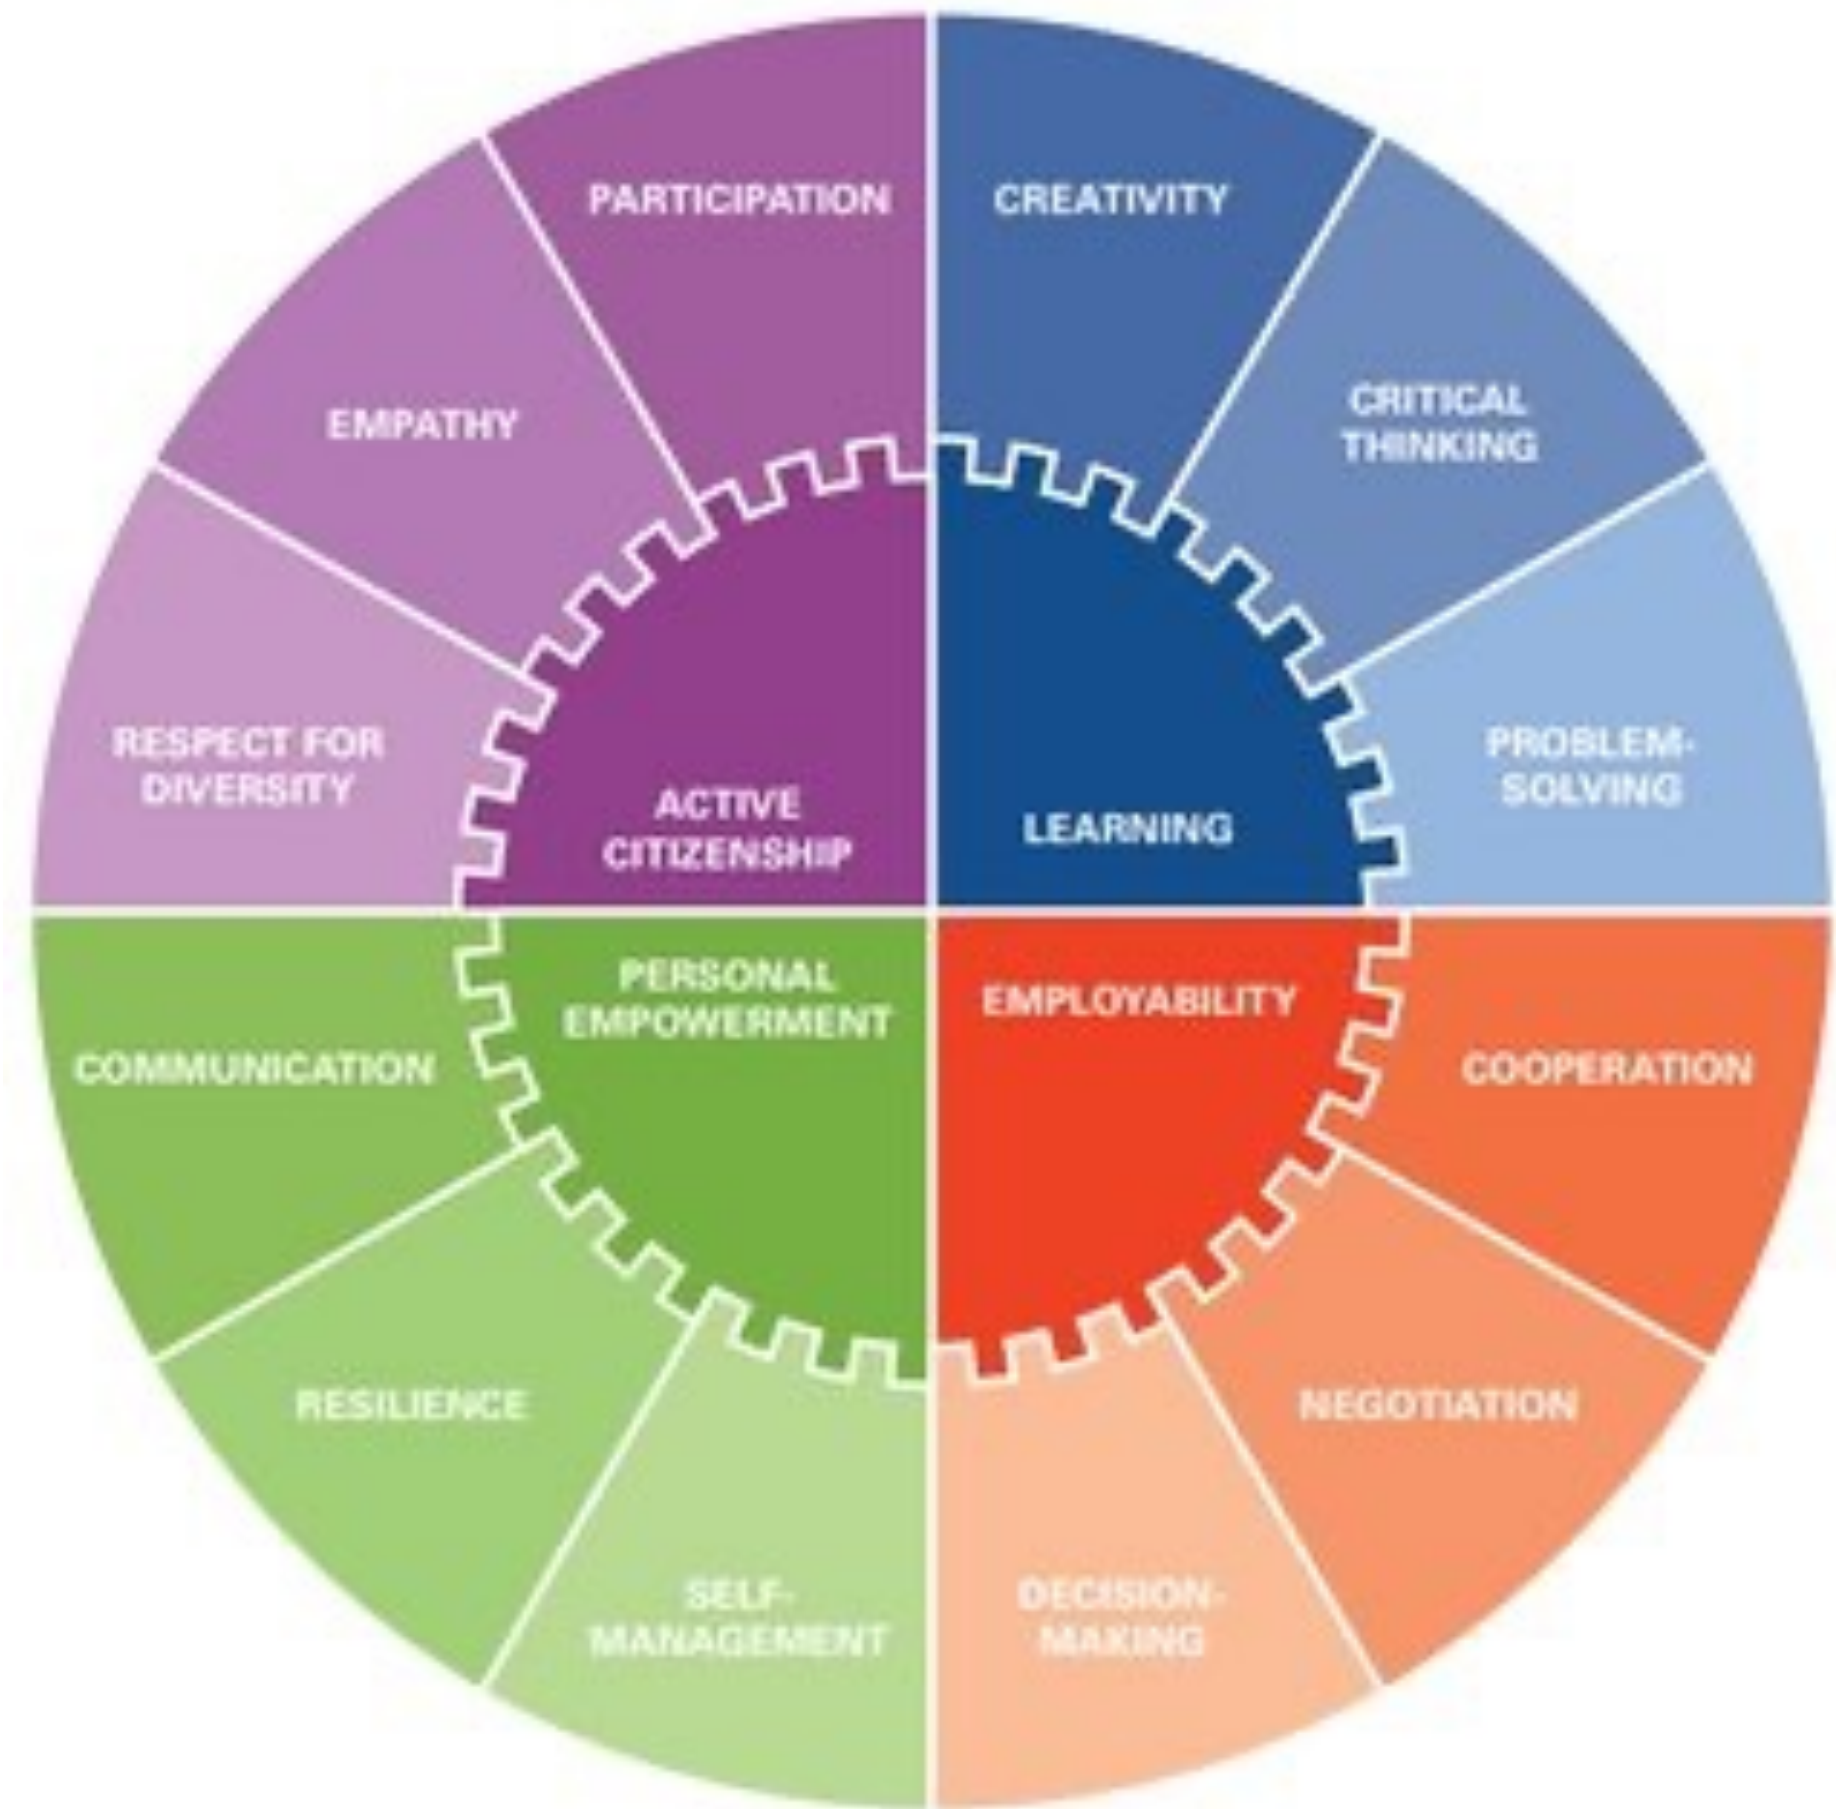 PARTICIPATION
CREATIVITY
CRITICAL
THINKING
EMPATHY
RESPECT FOR
DIVERSITY
PROBLEM-
SOLVING
ACTIVE
CITIZENSHIP
LEARNING
PERSONAL
EMPOWERMENT
EMPLOYABILITY
COMMUNICATION
COOPERATION
RESILIENCE
NEGOTIATION
SELF-
MANAGEMENT
DECISION-
MAKING